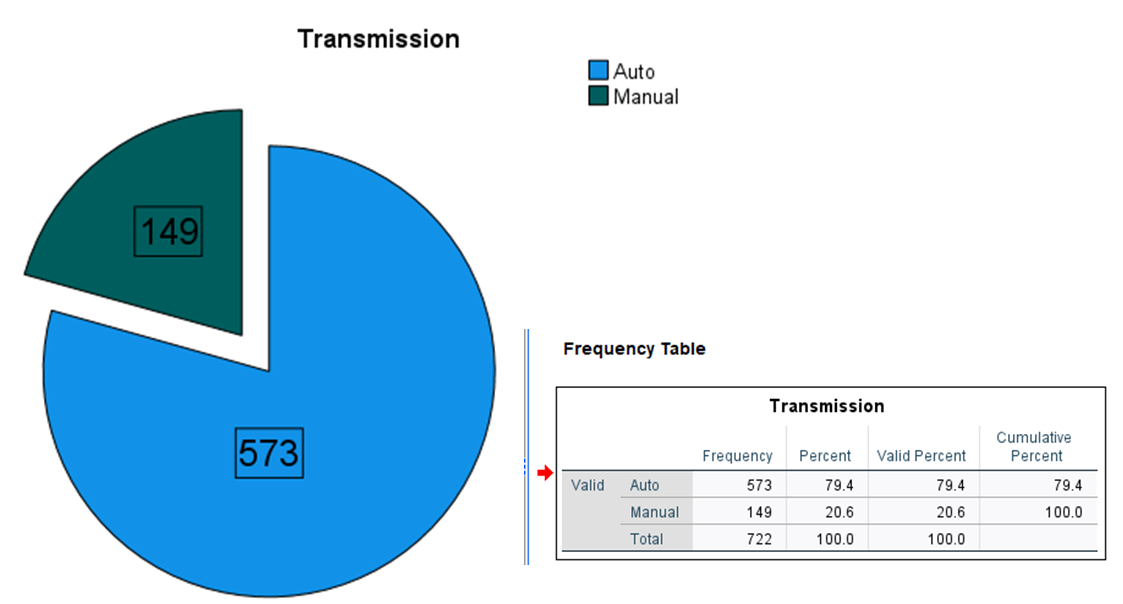 Transmission
Auto
Manual
149
573
Frequency Table
Transmission
Frequency Percent Valid Percent Cumulative Percent
Valid Auto 573 79.4 79.4 79.4
Manual 149 20.6 20.6 100.0
Total 722 100.0 100.0